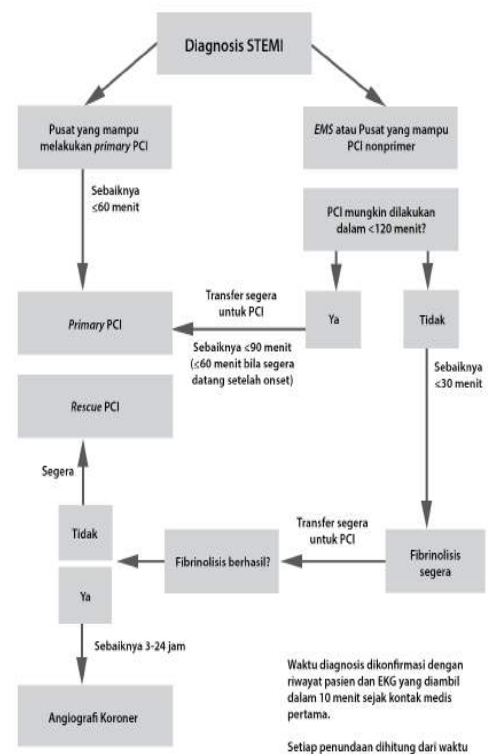 Diagnosis STEMI
Pusat yang mampu
melakukan primary PCI
EMS atau Pusat yang mampu
PCI nonprimer
Sebaiknya
≤60 menit
PCI mungkin dilakukan
dalam <120 menit?
Transfer segera
untuk PCI
Ya
Tidak
Primary PCI
Sebaiknya ≤90 menit
(≤60 menit bila segera
datang setelah onset)
Sebaiknya
≤30 menit
Rescue PCI
Segera
Tidak
Transfer segera
untuk PCI
Fibrinolisis berhasil?
Fibrinolisis
segera
Ya
Sebaiknya 3-24 jam
Angiografi Koroner
Waktu diagnosis dikonfirmasi dengan
riwayat pasien dan EKG yang diambil
dalam 10 menit sejak kontak medis
pertama.
Setiap penundaan dihitung dari waktu